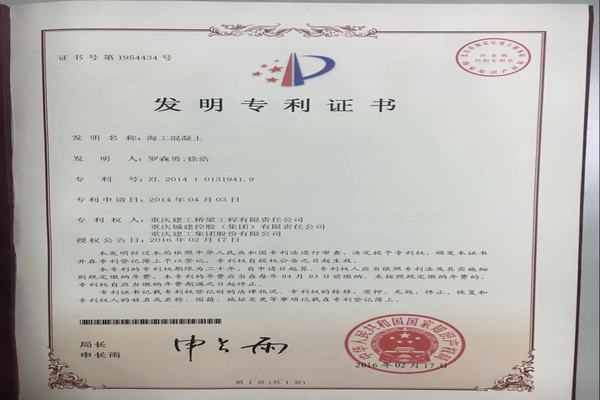 证书号第1954434号
发明专利证书
发明名称:海工混凝土
发明人:罗森勇;徐浩
专利号:ZL 2014 1 0131941.9
专利申请日:2014年04月03日
专利权人:重庆建工桥梁工程有限责任公司
重庆城建控股(集团)有限责任公司
重庆建工集团股份有限公司
授权公告日:2016年02月17日
本发明经过本局依照中华人民共和国专利法进行审查,决定授予专利权,颁发本证书
并在专利登记簿上予以登记。专利权自授权公告之日起生效。
本专利的专利权期限为二十年,自申请日起算。专利权人应当依照专利法及其实施细
则规定缴纳年费。本专利的年费应当在每年04月03日前缴纳。未按照规定缴纳年费的,
专利权自应当缴纳年费期满之日起终止。
专利证书记载专利权登记时的法律状况。专利权的转移、质押、无效、终止、恢复和
专利权人的姓名或名称、国籍、地址变更等事项记载在专利登记簿上。
局长
申长雨
申长雨
中华人民共和国国家知识产权局
2016年02月17日
第1页(共1页)